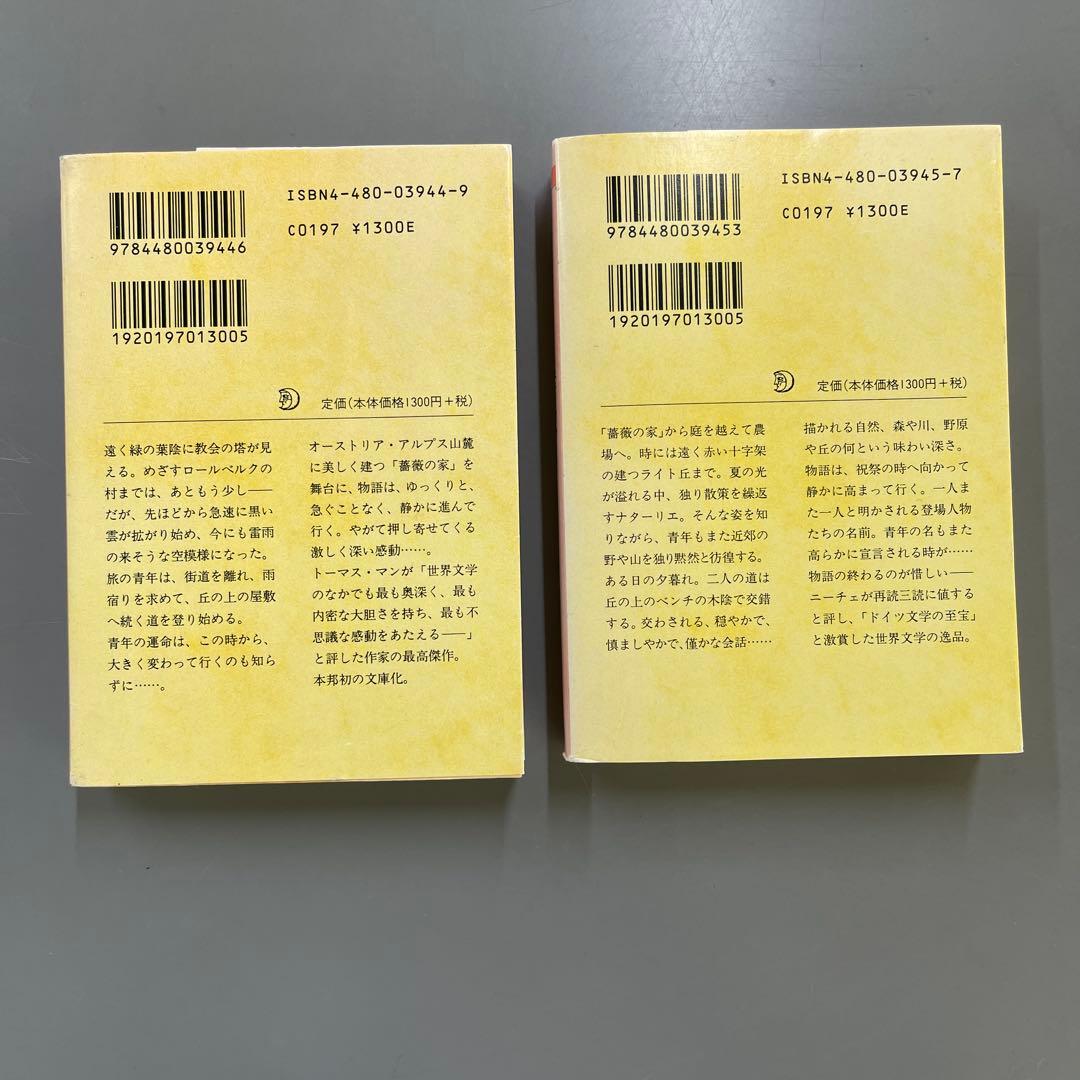 ISBN4-480-03944-9
C0197 ¥1300E
9784480039446
1920197013005
定価(本体価格1300円+税)
遠く緑の葉陰に教会の塔が見
える。めざすロールベルクの
村までは、あともう少し──
だが、先ほどから急速に黒い
雲が拡がり始め、今にも雷雨
の来そうな空模様になった。
旅の青年は、街道を離れ、雨
宿りを求めて、丘の上の屋敷
へ続く道を登り始める。
青年の運命は、この時から、
大きく変わって行くのも知ら
ずに……。
オーストリア・アルプス山麓
に美しく建つ「薔薇の家」を
舞台に、物語は、ゆっくりと、
急ぐことなく、静かに進んで
行く。やがて押し寄せてくる
激しく深い感動……。
トーマス・マンが「世界文学
のなかでも最も奥深く、最も
内密な大胆さを持ち、最も不
思議な感動をあたえる──」
と評した作家の最高傑作。
本邦初の文庫化。
ISBN4-480-03945-7
C0197 ¥1300E
9784480039453
1920197013005
定価(本体価格1300円+税)
「薔薇の家」から庭を越えて農
場へ。時には遠く赤い十字架
の建つライト丘まで。夏の光
が溢れる中、独り散策を繰返
すナターリエ。そんな姿を知
りながら、青年もまた近郊の
野や山を独り黙然と彷徨する。
ある日の夕暮れ。二人の道は
丘の上のベンチの木陰で交錯
する。交わされる、穏やかで、
慎ましやかで、僅かな会話……
描かれる自然、森や川、野原
や丘の何という味わい深さ。
物語は、祝祭の時へ向かって
静かに高まって行く。一人ま
た一人と明かされる登場人物
たちの名前。青年の名もまた
高らかに宣言される時が……
物語の終わるのが惜しい──
ニーチェが再読三読に値する
と評し、「ドイツ文学の至宝」
と激賞した世界文学の逸品。